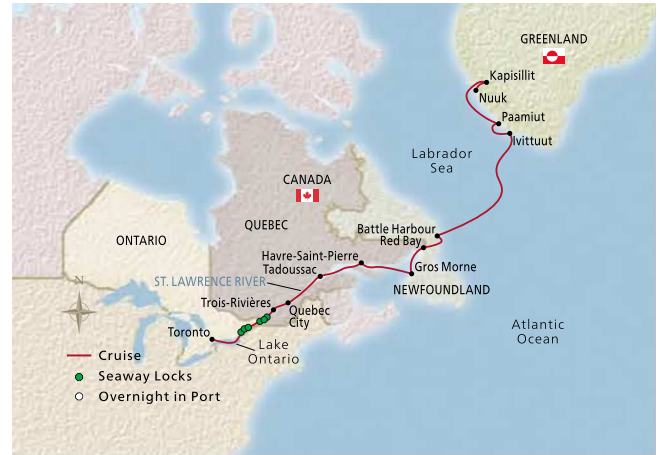 GREENLAND
Kapisillit
Nuuk
Paamiut
Ivittuut
Labrador
Sea
CANADA
QUEBEC
ONTARIO
Battle Harbour
Red Bay
Havre-Saint-Pierre
Tadoussac
Gros Morne
NEWFOUNDLAND
ST. LAWRENCE RIVER
Trois-Rivières
Quebec
City
Toronto
Lake
Ontario
Atlantic
Ocean
N
Cruise
Seaway Locks
Overnight in Port